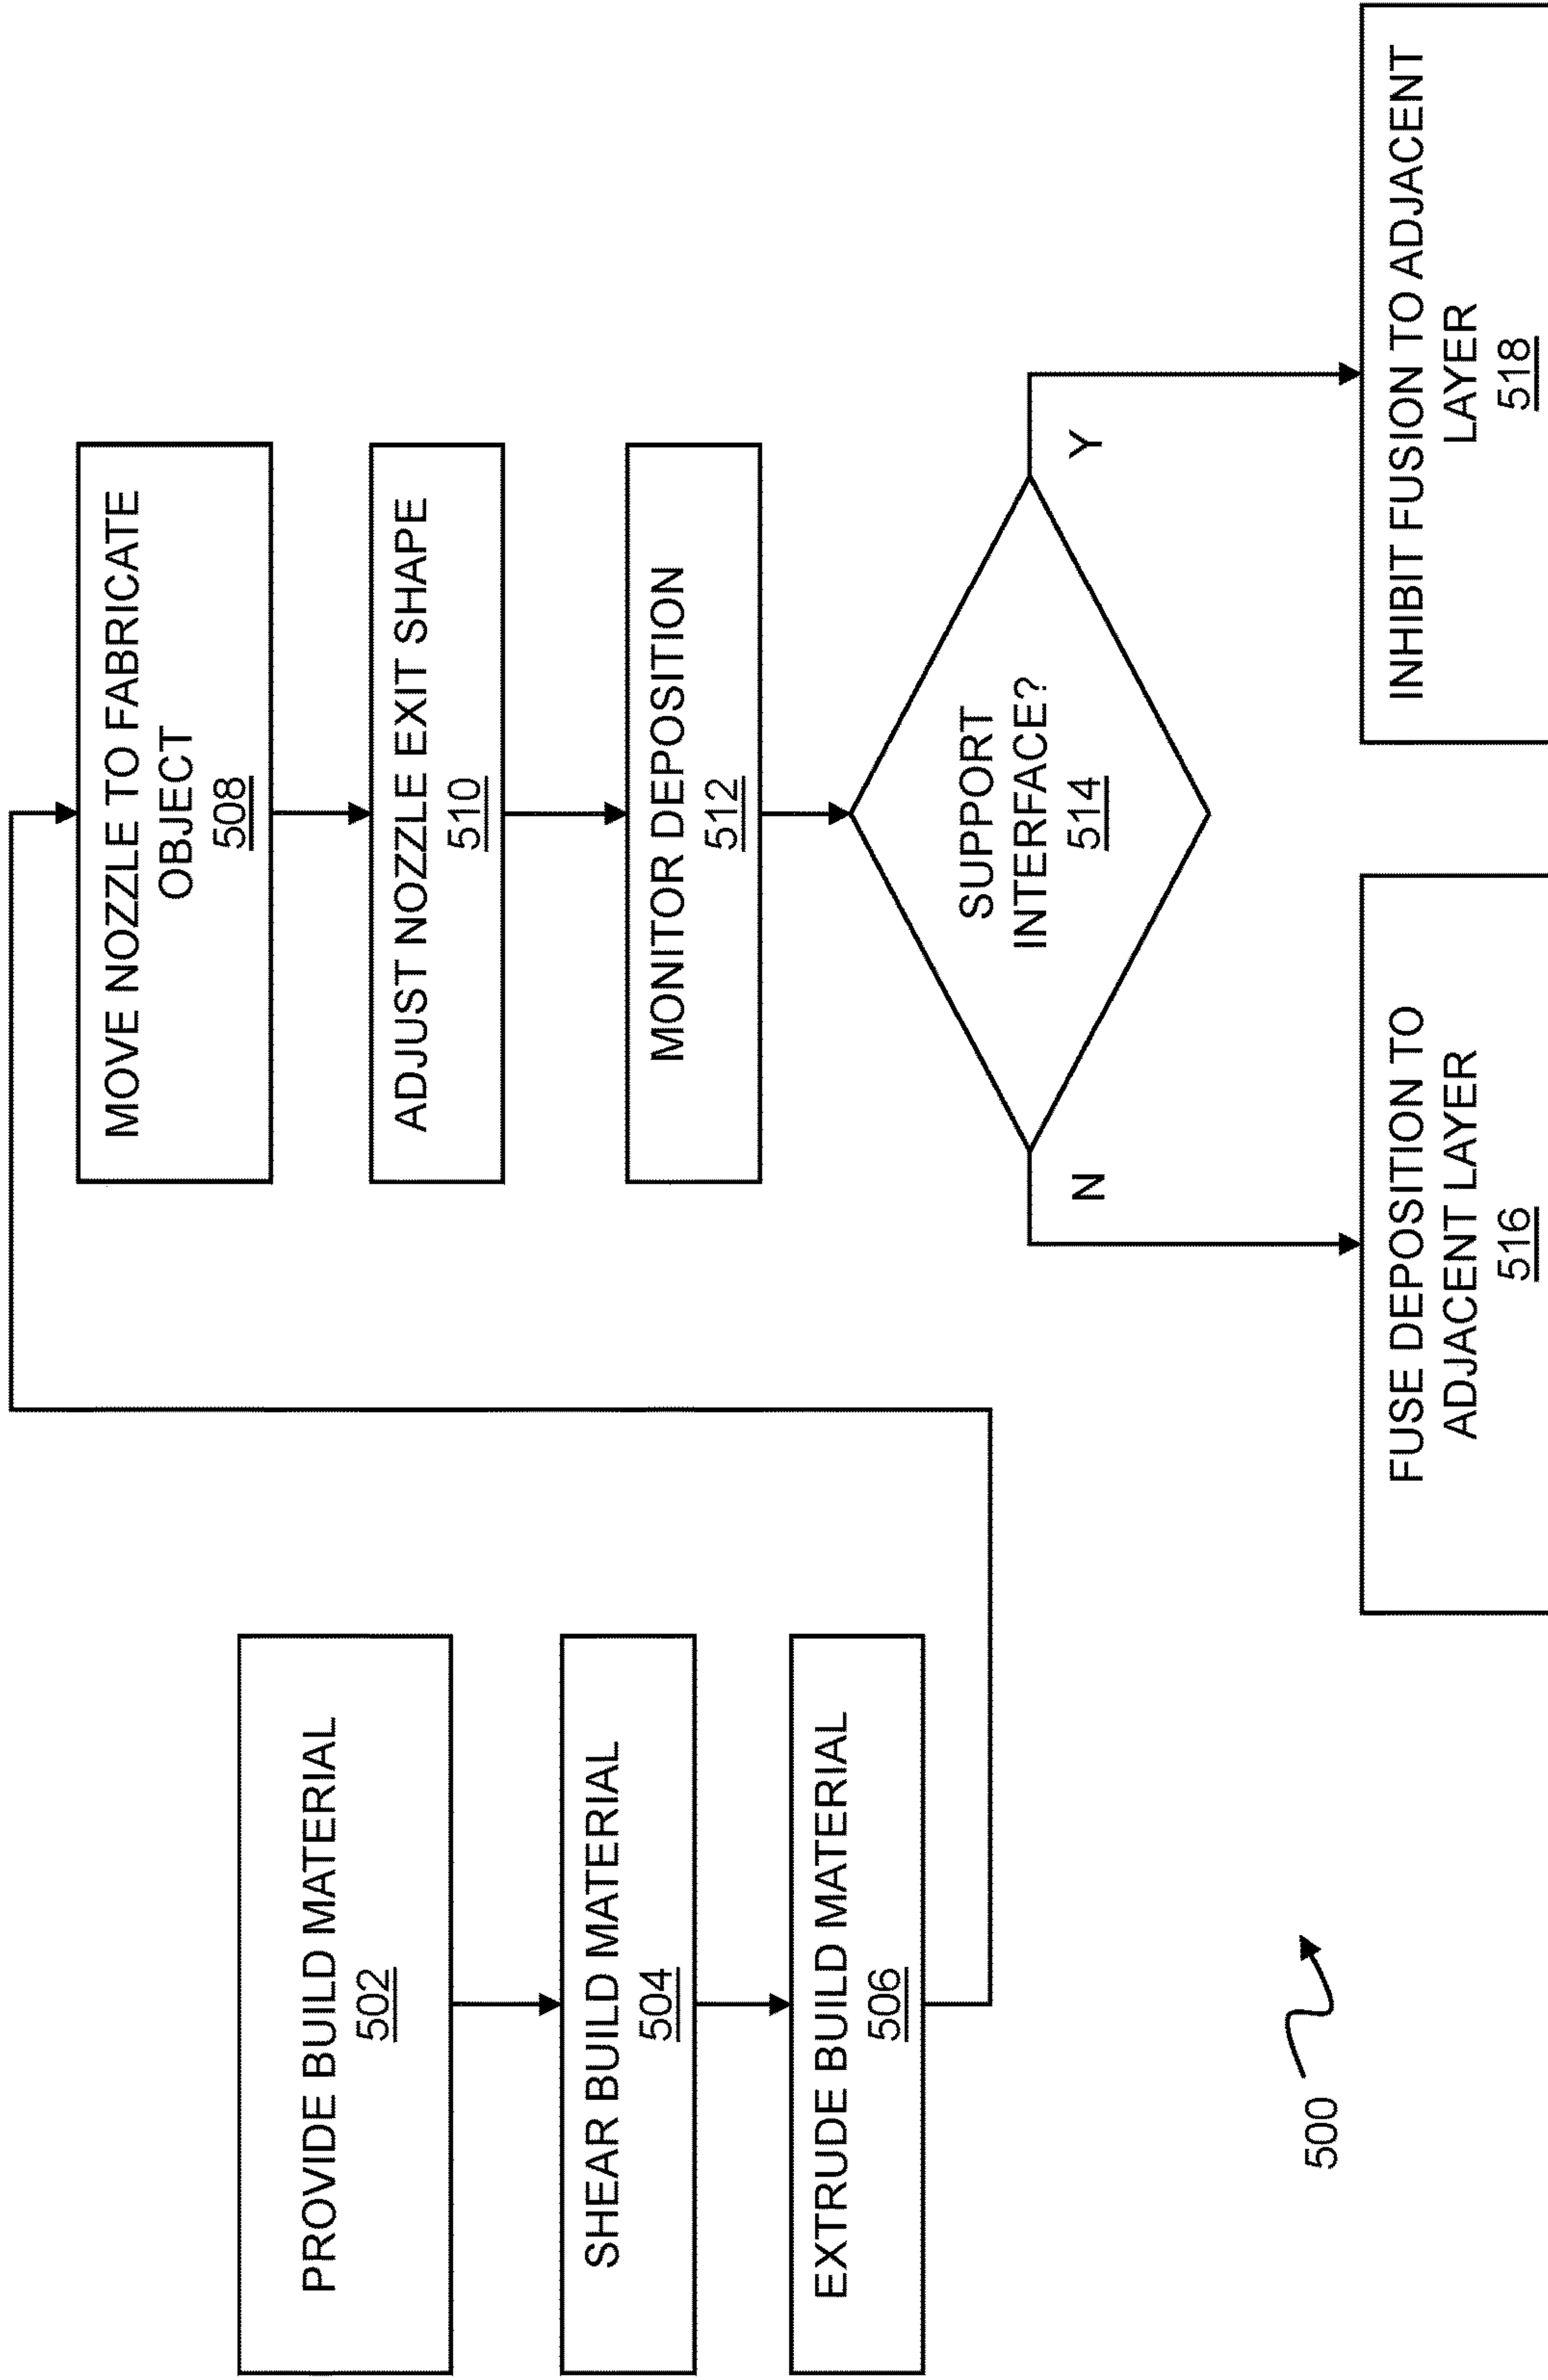 PROVIDE BUILD MATERIAL
502
SHEAR BUILD MATERIAL
504
EXTRUDE BUILD MATERIAL
506
MOVE NOZZLE TO FABRICATE
OBJECT
508
ADJUST NOZZLE EXIT SHAPE
510
MONITOR DEPOSITION
512
SUPPORT
INTERFACE?
514
N
Y
FUSE DEPOSITION TO
ADJACENT LAYER
516
INHIBIT FUSION TO ADJACENT
LAYER
518
500